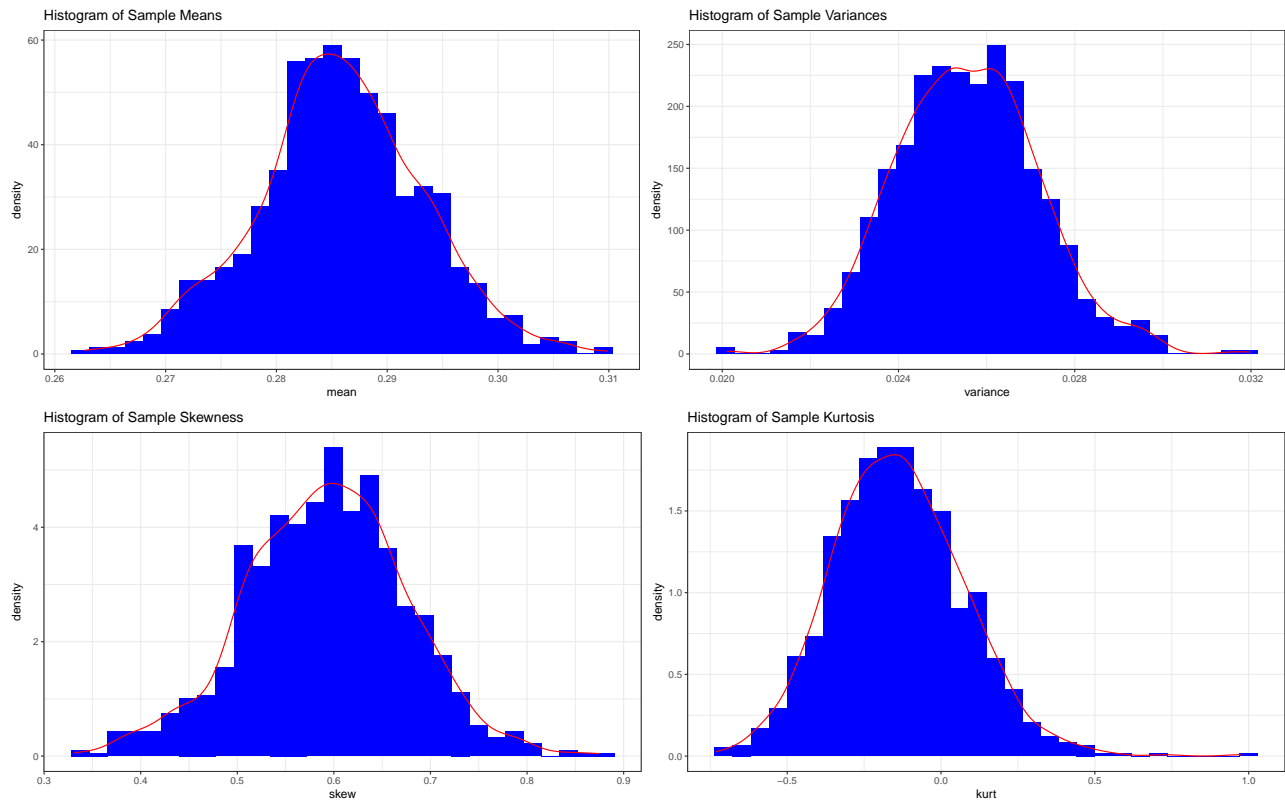 Histogram of Sample Means
60
40
20
0
density
0.26 0.27 0.28 0.29 0.30 0.31
mean
Histogram of Sample Variances
250
200
150
100
50
0
density
0.020 0.024 0.028 0.032
variance
Histogram of Sample Skewness
4
2
0
density
0.3 0.4 0.5 0.6 0.7 0.8 0.9
skew
Histogram of Sample Kurtosis
1.5
1.0
0.5
0.0
density
−0.5 0.0 0.5 1.0
kurt